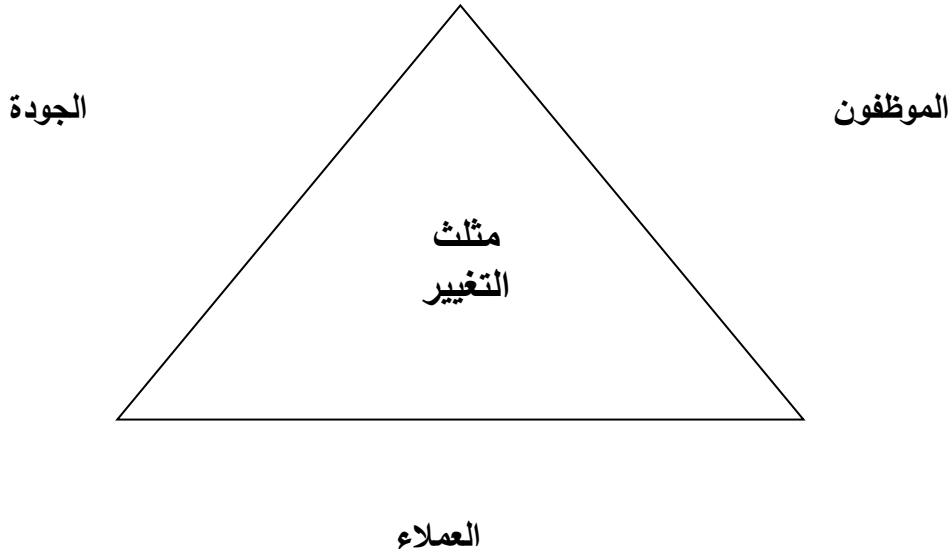 الموظفون
الجودة
مثلث
التغيير
العملاء